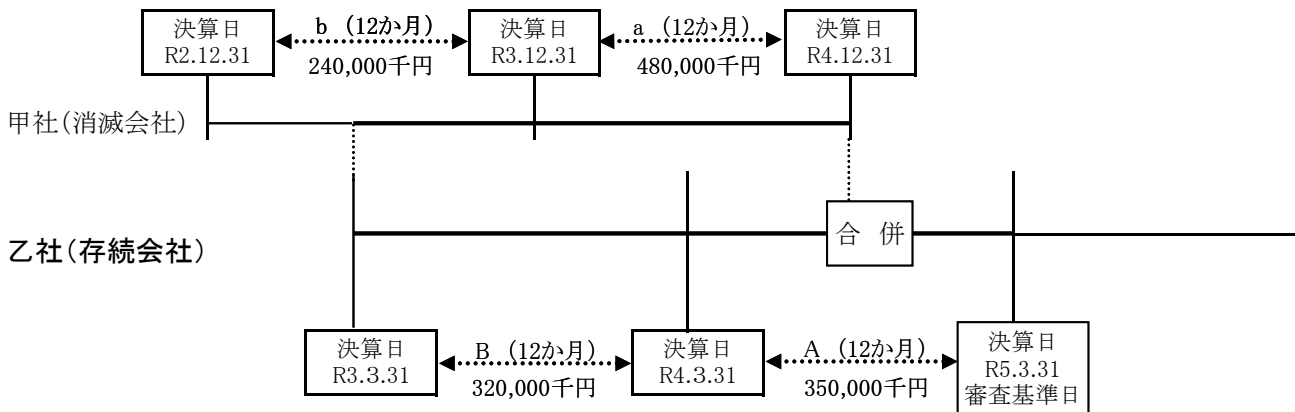 決算日
R2.12.31
b (12か月)
240,000千円
決算日
R3.12.31
a (12か月)
480,000千円
決算日
R4.12.31
甲社(消滅会社)
合 併
乙社(存続会社)
決算日
R3.3.31
B (12か月)
320,000千円
決算日
R4.3.31
A (12か月)
350,000千円
決算日
R5.3.31
審査基準日